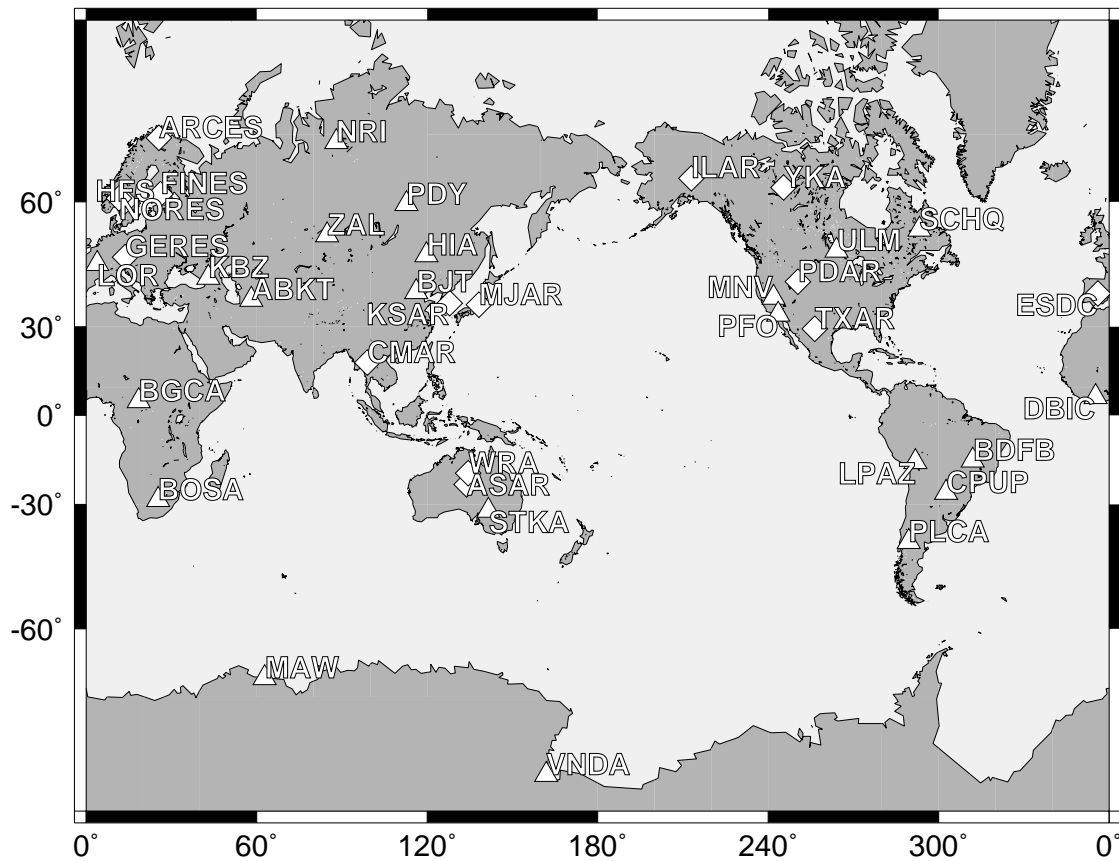 ARCES
NRI
ILAR
YKA
HFS
FINES
PDY
60°
NORES
SCHQ
ZAL
HIA
ULM
GERES
KBZ
PDAR
LOR
ABKT
BJT
MJAR
MNV
ESDC
KSAR
30°
PFO
TXAR
CMAR
BGCA
DBIC
0°
WRA
BDFB
LPAZ
BOSA
ASAR
CPUP
-30°
STKA
PLCA
-60°
MAW
VNDA
0° 60° 120° 180° 240° 300° 0°